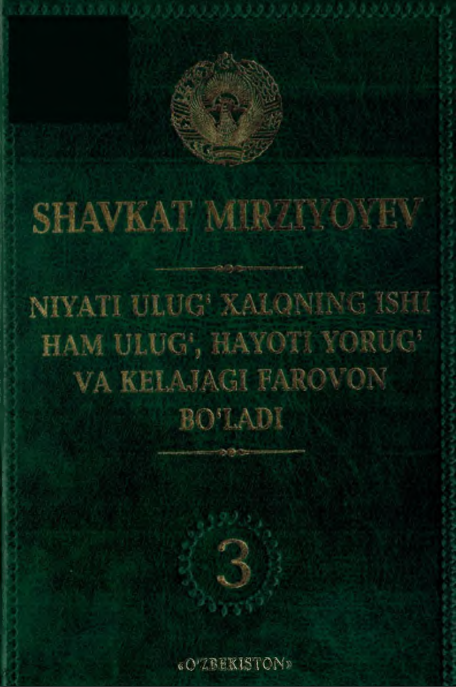 SHAVKAT MIRZIYOYEV
NIYATI ULUG‘ XALQNING ISHI
HAM ULUG‘, HAYOTI YORUG‘
VA KELAJAGI FAROVON
BO‘LADI
3
«O‘ZBEKISTON»